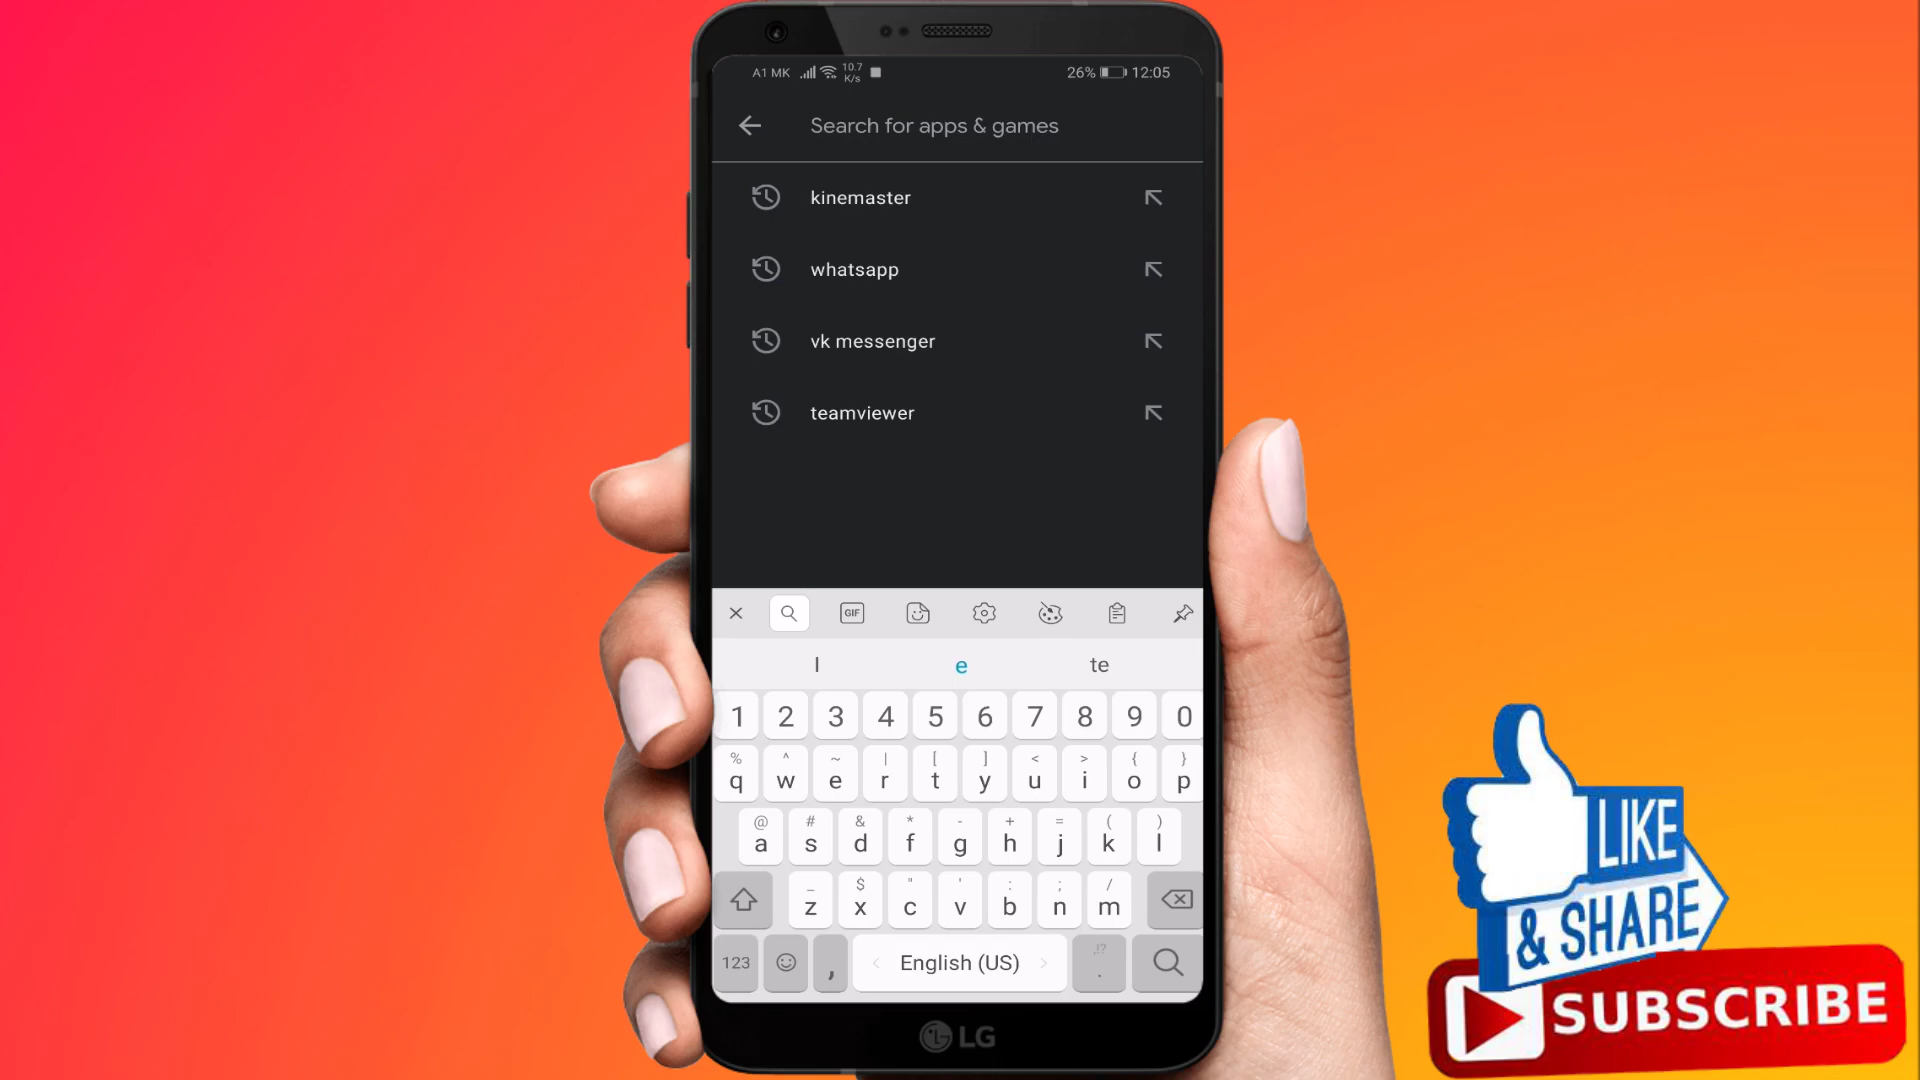 A1 MK 10.7 K/s 26% 12:05
Search for apps & games
kinemaster
whatsapp
vk messenger
teamviewer
GIF
I e te
1 2 3 4 5 6 7 8 9 0
% ^ ~ | [ ] < > { }
q w e r t y u i o p
@ # & * - + = ( )
a s d f g h j k l
_ $ " ' : ; /
z x c v b n m
123 , < English (US) > ,!? .
LG
LIKE
& SHARE
SUBSCRIBE